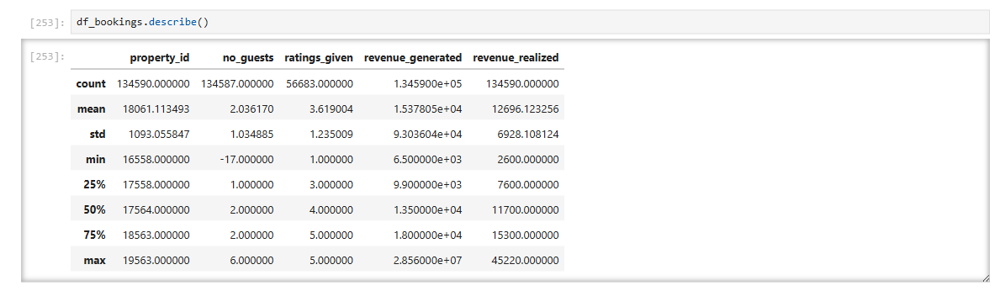 [253]: df_bookings.describe()
[253]:
property_id no_guests ratings_given revenue_generated revenue_realized
count 134590.000000 134587.000000 56683.000000 1.345900e+05 134590.000000
mean 18061.113493 2.036170 3.619004 1.537805e+04 12696.123256
std 1093.055847 1.034885 1.235009 9.303604e+04 6928.108124
min 16558.000000 -17.000000 1.000000 6.500000e+03 2600.000000
25% 17558.000000 1.000000 3.000000 9.900000e+03 7600.000000
50% 17564.000000 2.000000 4.000000 1.350000e+04 11700.000000
75% 18563.000000 2.000000 5.000000 1.800000e+04 15300.000000
max 19563.000000 6.000000 5.000000 2.856000e+07 45220.000000